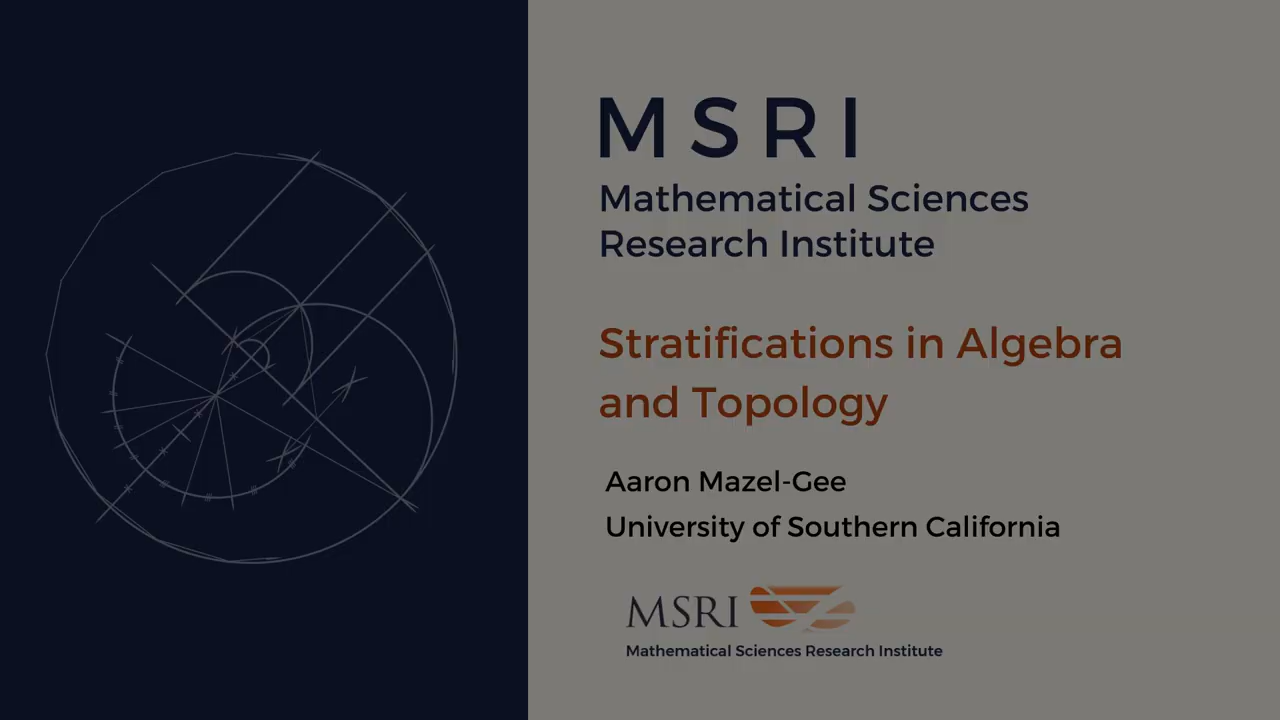 MSRI
Mathematical Sciences
Research Institute
Stratifications in Algebra
and Topology
Aaron Mazel-Gee
University of Southern California
MSRI
Mathematical Sciences Research Institute